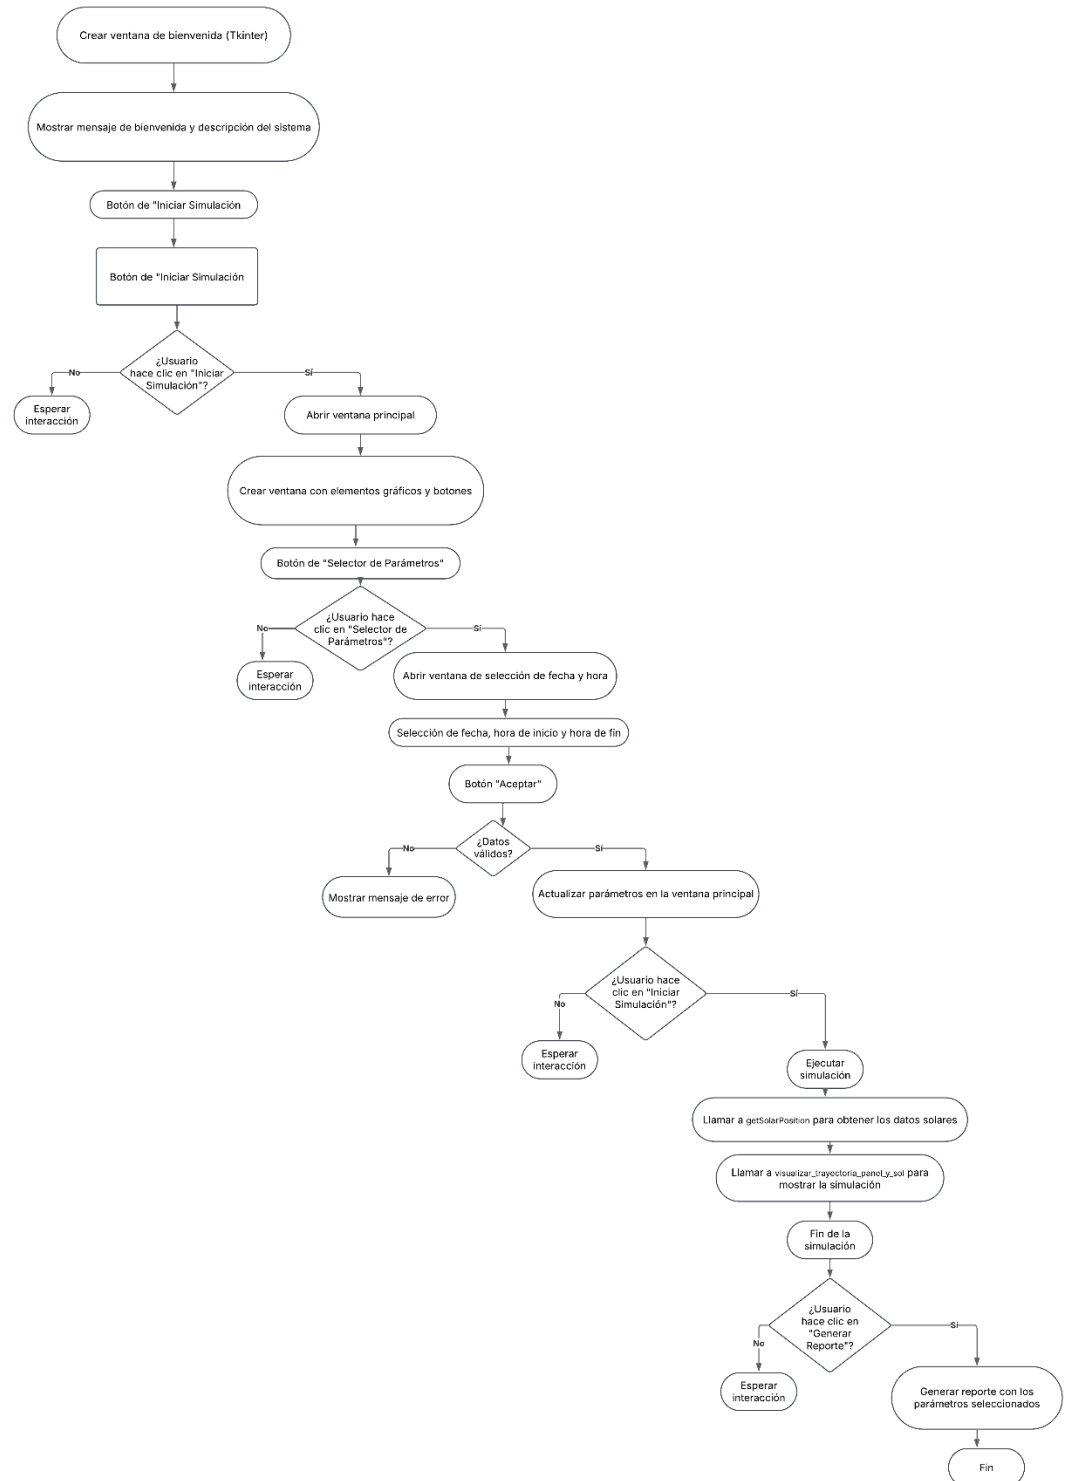 Crear ventana de bienvenida (Tkinter)
Mostrar mensaje de bienvenida y descripción del sistema
Botón de "Iniciar Simulación
Botón de "Iniciar Simulación
¿Usuario
hace clic en "Iniciar
Simulación"?
No
Sí
Esperar
interacción
Abrir ventana principal
Crear ventana con elementos gráficos y botones
Botón de "Selector de Parámetros"
¿Usuario hace
clic en "Selector de
Parámetros"?
No
Sí
Esperar
interacción
Abrir ventana de selección de fecha y hora
Selección de fecha, hora de inicio y hora de fin
Botón "Aceptar"
¿Datos
válidos?
No
Sí
Mostrar mensaje de error
Actualizar parámetros en la ventana principal
¿Usuario hace
clic en "Iniciar
Simulación"?
No
Sí
Esperar
interacción
Ejecutar
simulación
Llamar a getSolarPosition para obtener los datos solares
Llamar a visualizar_trayectoria_panel_y_sol para
mostrar la simulación
Fin de la
simulación
¿Usuario
hace clic en
"Generar
Reporte"?
No
Sí
Esperar
interacción
Generar reporte con los
parámetros seleccionados
Fin